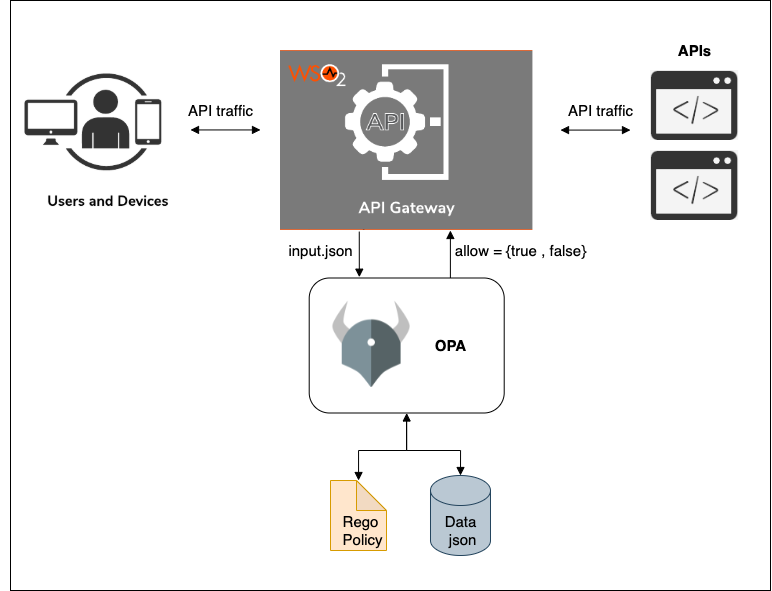 APIs
WSO2
API traffic
API
API traffic
</>
Users and Devices
API Gateway
</>
input.json
allow = {true , false}
OPA
Rego
Policy
Data
json